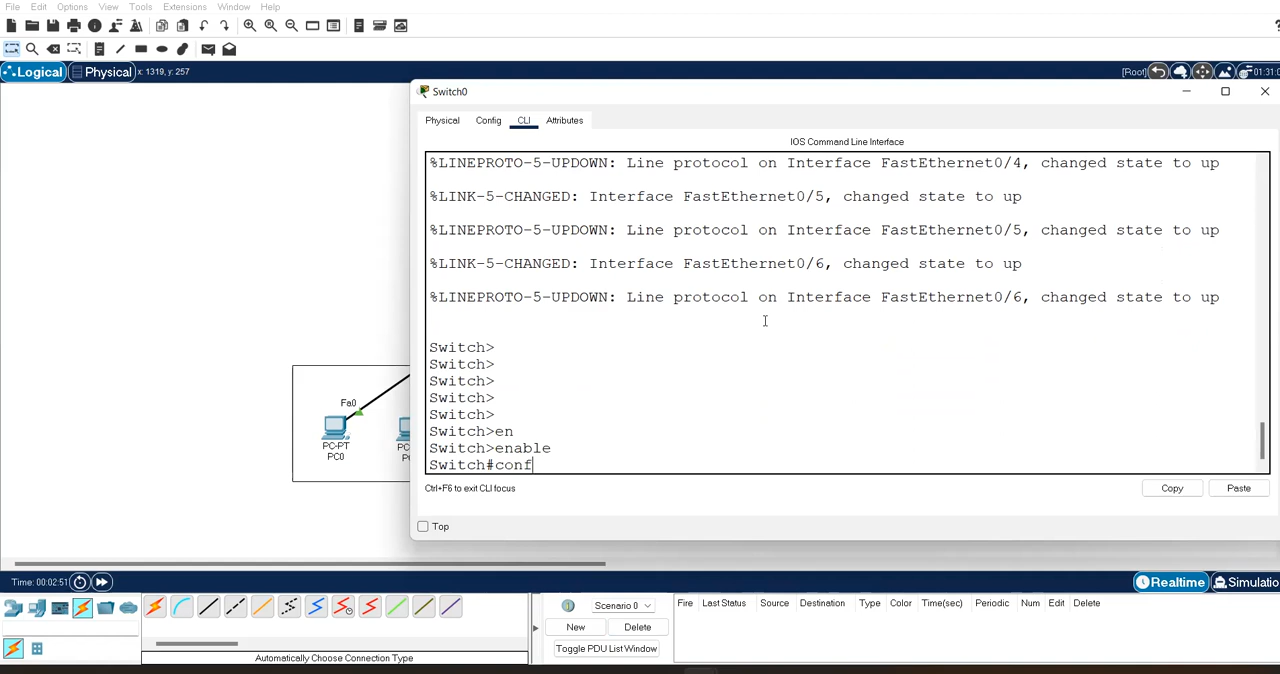 File Edit Options View Tools Extensions Window Help
Logical Physical x: 1319, y: 257
[Root] 01:31:0
Switch0
Physical Config CLI Attributes
IOS Command Line Interface
%LINEPROTO-5-UPDOWN: Line protocol on Interface FastEthernet0/4, changed state to up
%LINK-5-CHANGED: Interface FastEthernet0/5, changed state to up
%LINEPROTO-5-UPDOWN: Line protocol on Interface FastEthernet0/5, changed state to up
%LINK-5-CHANGED: Interface FastEthernet0/6, changed state to up
%LINEPROTO-5-UPDOWN: Line protocol on Interface FastEthernet0/6, changed state to up
Switch>
Switch>
Switch>
Switch>
Switch>
Switch>en
Switch>enable
Switch#conf
Ctrl+F6 to exit CLI focus
Copy Paste
Top
Fa0
PC-PT
PC0
PC
P
Time: 00:02:51
Realtime Simulatio
Scenario 0
New Delete
Toggle PDU List Window
Fire Last Status Source Destination Type Color Time(sec) Periodic Num Edit Delete
Automatically Choose Connection Type